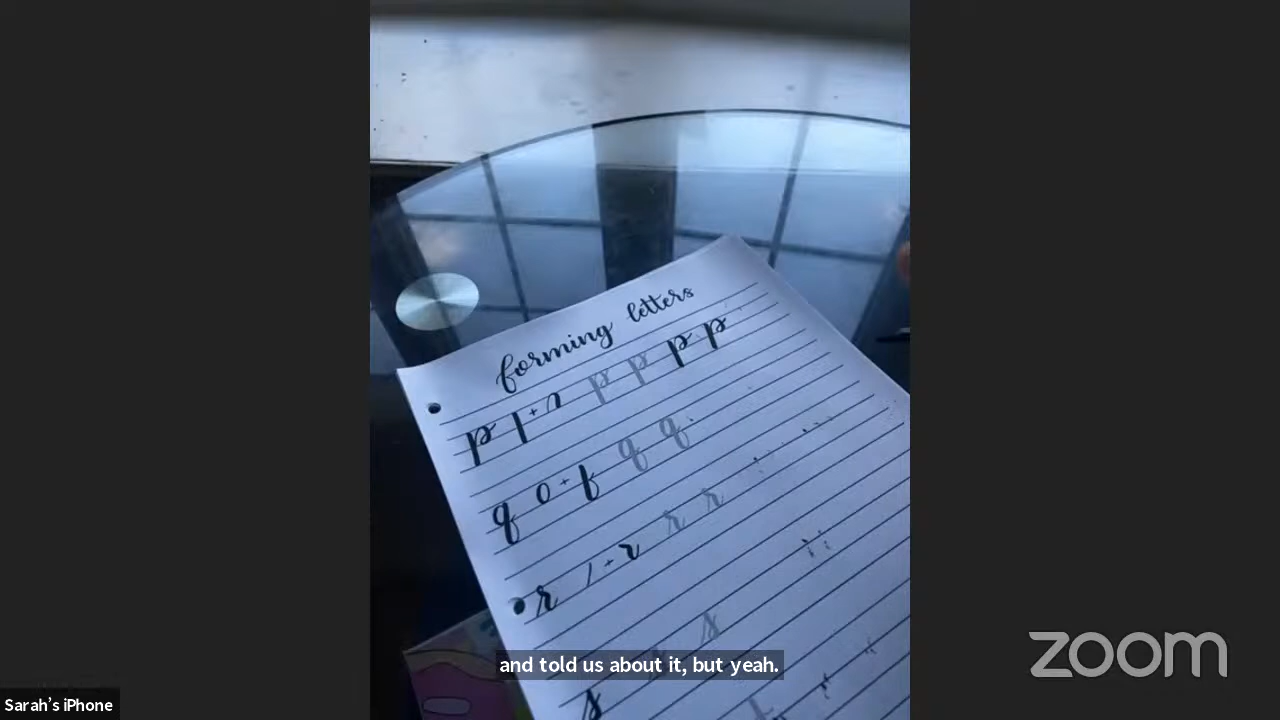 forming letters
p l + n p p p p
q o + f q q
r / + r r r
s s
and told us about it, but yeah.
zoom
Sarah's iPhone